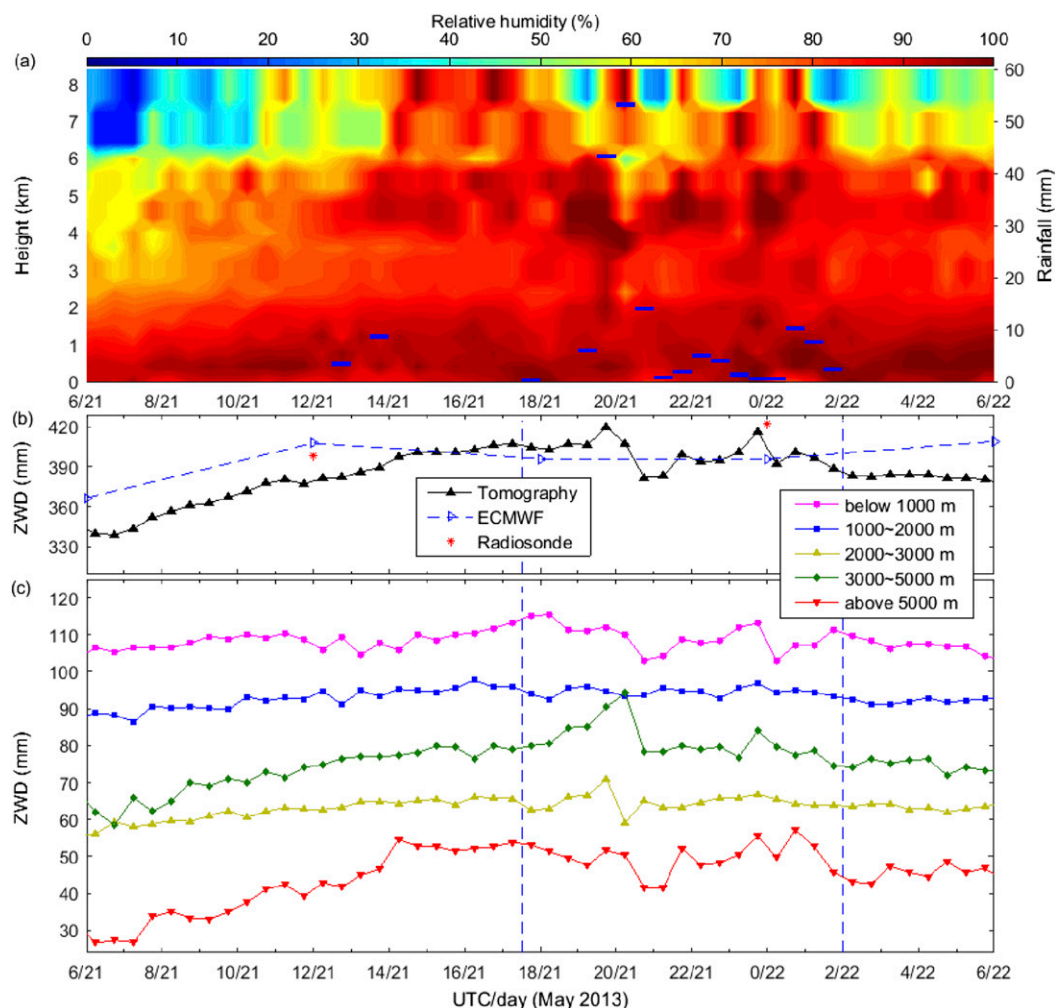 Relative humidity (%)
0 10 20 30 40 50 60 70 80 90 100
(a)
Height (km)
8
7
6
5
4
3
2
1
0
60
50
40
30
20
10
0
Rainfall (mm)
6/21 8/21 10/21 12/21 14/21 16/21 18/21 20/21 22/21 0/22 2/22 4/22 6/22
(b)
ZWD (mm)
420
390
360
330
Tomography
ECMWF
Radiosonde
below 1000 m
1000~2000 m
2000~3000 m
3000~5000 m
above 5000 m
(c)
ZWD (mm)
120
110
100
90
80
70
60
50
40
30
6/21 8/21 10/21 12/21 14/21 16/21 18/21 20/21 22/21 0/22 2/22 4/22 6/22
UTC/day (May 2013)